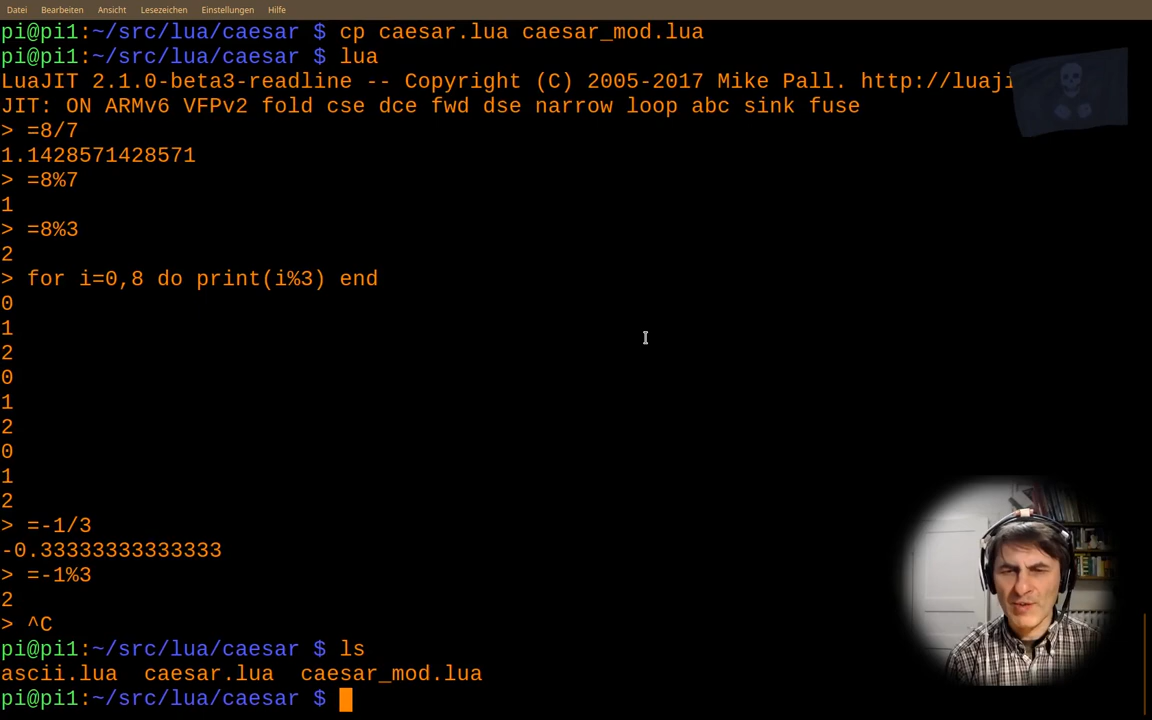 Datei Bearbeiten Ansicht Lesezeichen Einstellungen Hilfe
pi@pi1:~/src/lua/caesar $ cp caesar.lua caesar_mod.lua
pi@pi1:~/src/lua/caesar $ lua
LuaJIT 2.1.0-beta3-readline -- Copyright (C) 2005-2017 Mike Pall. http://luaji
JIT: ON ARMv6 VFPv2 fold cse dce fwd dse narrow loop abc sink fuse
> =8/7
1.1428571428571
> =8%7
1
> =8%3
2
> for i=0,8 do print(i%3) end
0
1
2
0
1
2
0
1
2
> =-1/3
-0.33333333333333
> =-1%3
2
> ^C
pi@pi1:~/src/lua/caesar $ ls
ascii.lua caesar.lua caesar_mod.lua
pi@pi1:~/src/lua/caesar $